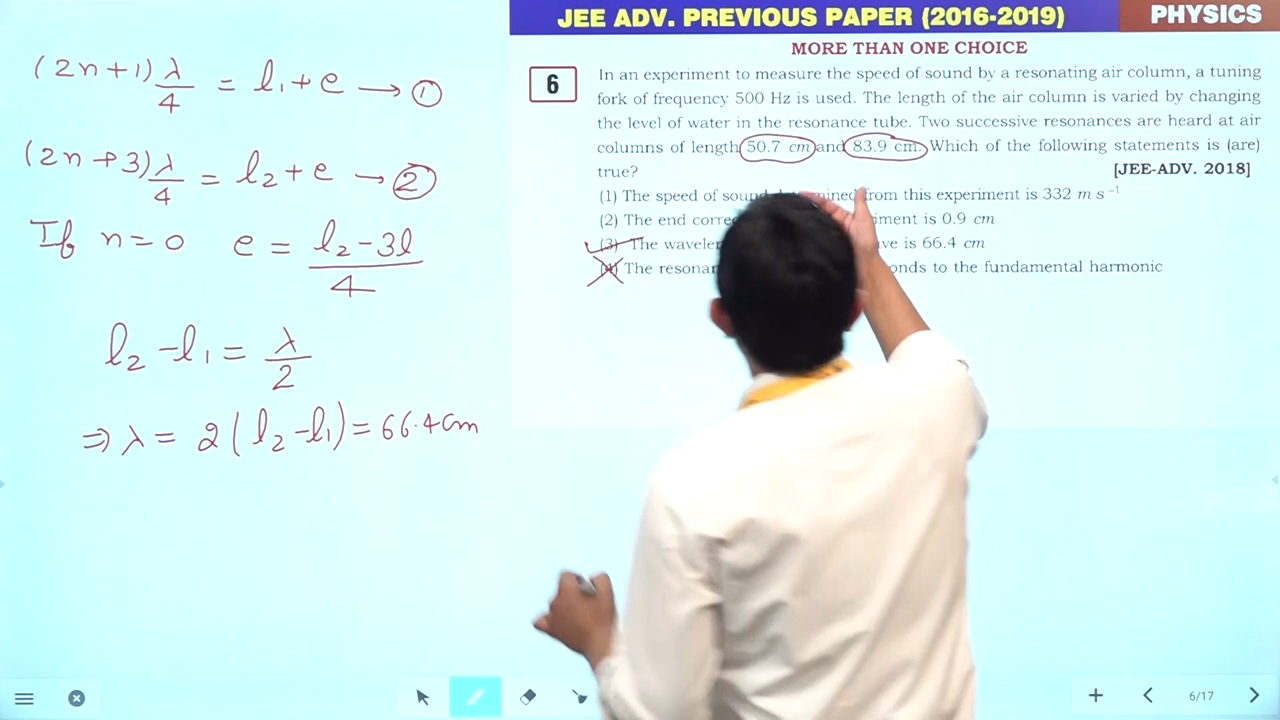 JEE ADV. PREVIOUS PAPER (2016-2019)
PHYSICS
MORE THAN ONE CHOICE
6
In an experiment to measure the speed of sound by a resonating air column, a tuning
fork of frequency 500 Hz is used. The length of the air column is varied by changing
the level of water in the resonance tube. Two successive resonances are heard at air
columns of length 50.7 cm and 83.9 cm. Which of the following statements is (are)
true?
[JEE-ADV. 2018]
(1) The speed of sound from this experiment is 332 m s⁻¹
(2) The end is 0.9 cm
(3) The is 66.4 cm
(4) The to the fundamental harmonic
(2n+1) λ/4 = l₁+e → ①
(2n+3) λ/4 = l₂+e → ②
If n=0 e = l₂-3l/4
l₂-l₁ = λ/2
⇒ λ = 2(l₂-l₁) = 66.4 cm
6/17